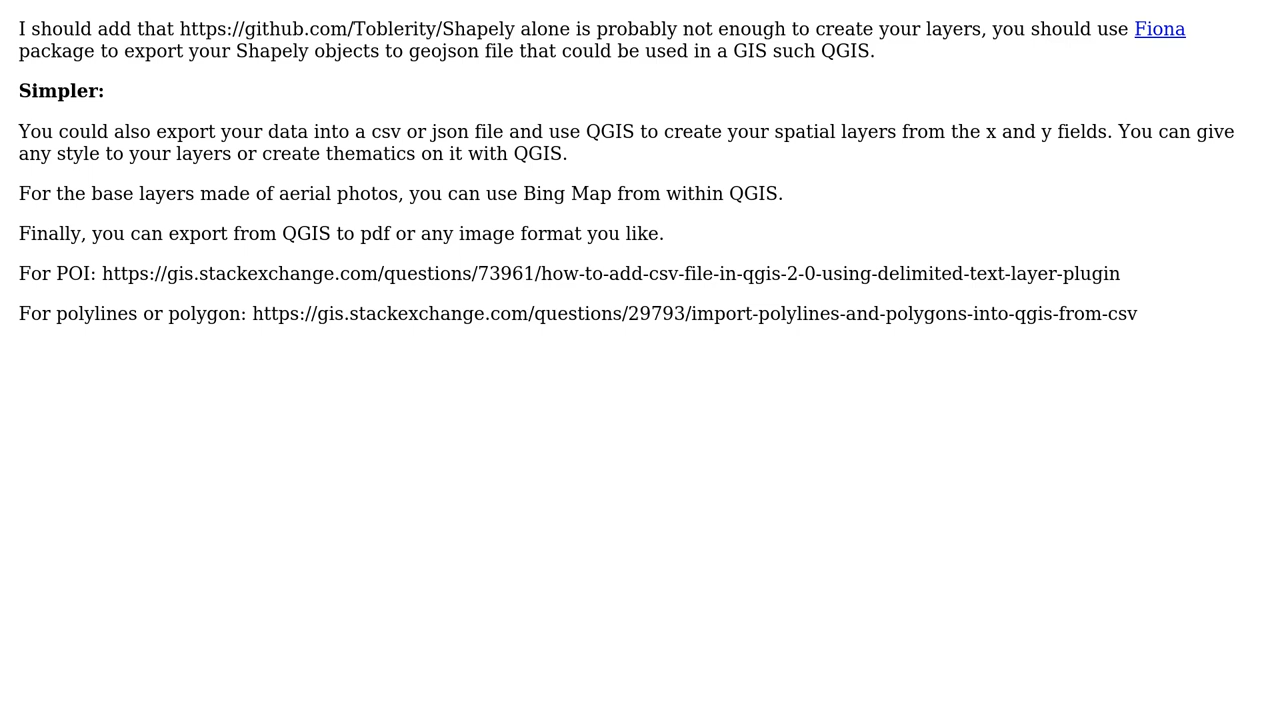 I should add that https://github.com/Toblerity/Shapely alone is probably not enough to create your layers, you should use Fiona
package to export your Shapely objects to geojson file that could be used in a GIS such QGIS.
Simpler:
You could also export your data into a csv or json file and use QGIS to create your spatial layers from the x and y fields. You can give
any style to your layers or create thematics on it with QGIS.
For the base layers made of aerial photos, you can use Bing Map from within QGIS.
Finally, you can export from QGIS to pdf or any image format you like.
For POI: https://gis.stackexchange.com/questions/73961/how-to-add-csv-file-in-qgis-2-0-using-delimited-text-layer-plugin
For polylines or polygon: https://gis.stackexchange.com/questions/29793/import-polylines-and-polygons-into-qgis-from-csv